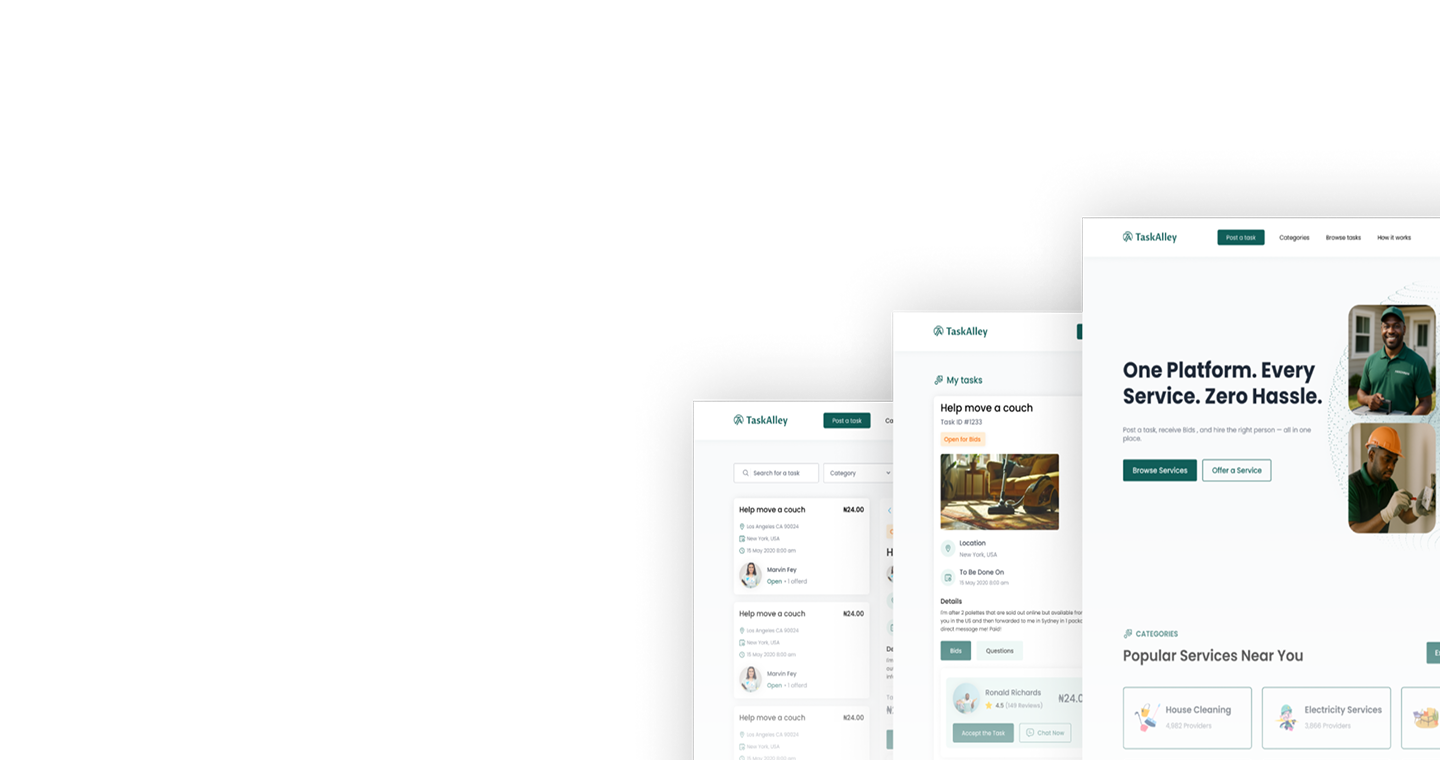 TaskAlley
Post a task
Categories
Browse tasks
How it works
One Platform. Every
Service. Zero Hassle.
Post a task, receive Bids , and hire the right person — all in one
place.
Browse Services
Offer a Service
CATEGORIES
Popular Services Near You
House Cleaning
4,682 Providers
Electricity Services
3,866 Providers
TaskAlley
My tasks
Help move a couch
Task ID #1233
Open for Bids
Location
New York, USA
To Be Done On
15 May 2020 8:00 am
Details
I'm after 2 palettes that are sold out online but available
you in the US and then forwarded to me in Sydney in 1
direct message me! Paid!
Bids
Questions
Ronald Richards
4.5 (149 Reviews)
₦24.0
Accept the Task
Chat Now
TaskAlley
Post a task
Search for a task
Category
Help move a couch
₦24.00
Los Angeles CA 90024
New York, USA
15 May 2020 8:00 am
Marvin Fey
Open • 1 offerd
Help move a couch
₦24.00
Los Angeles CA 90024
New York, USA
15 May 2020 8:00 am
Marvin Fey
Open • 1 offerd
Help move a couch
₦24.00
Los Angeles CA 90024
New York, USA
15 May 2020 8:00 am